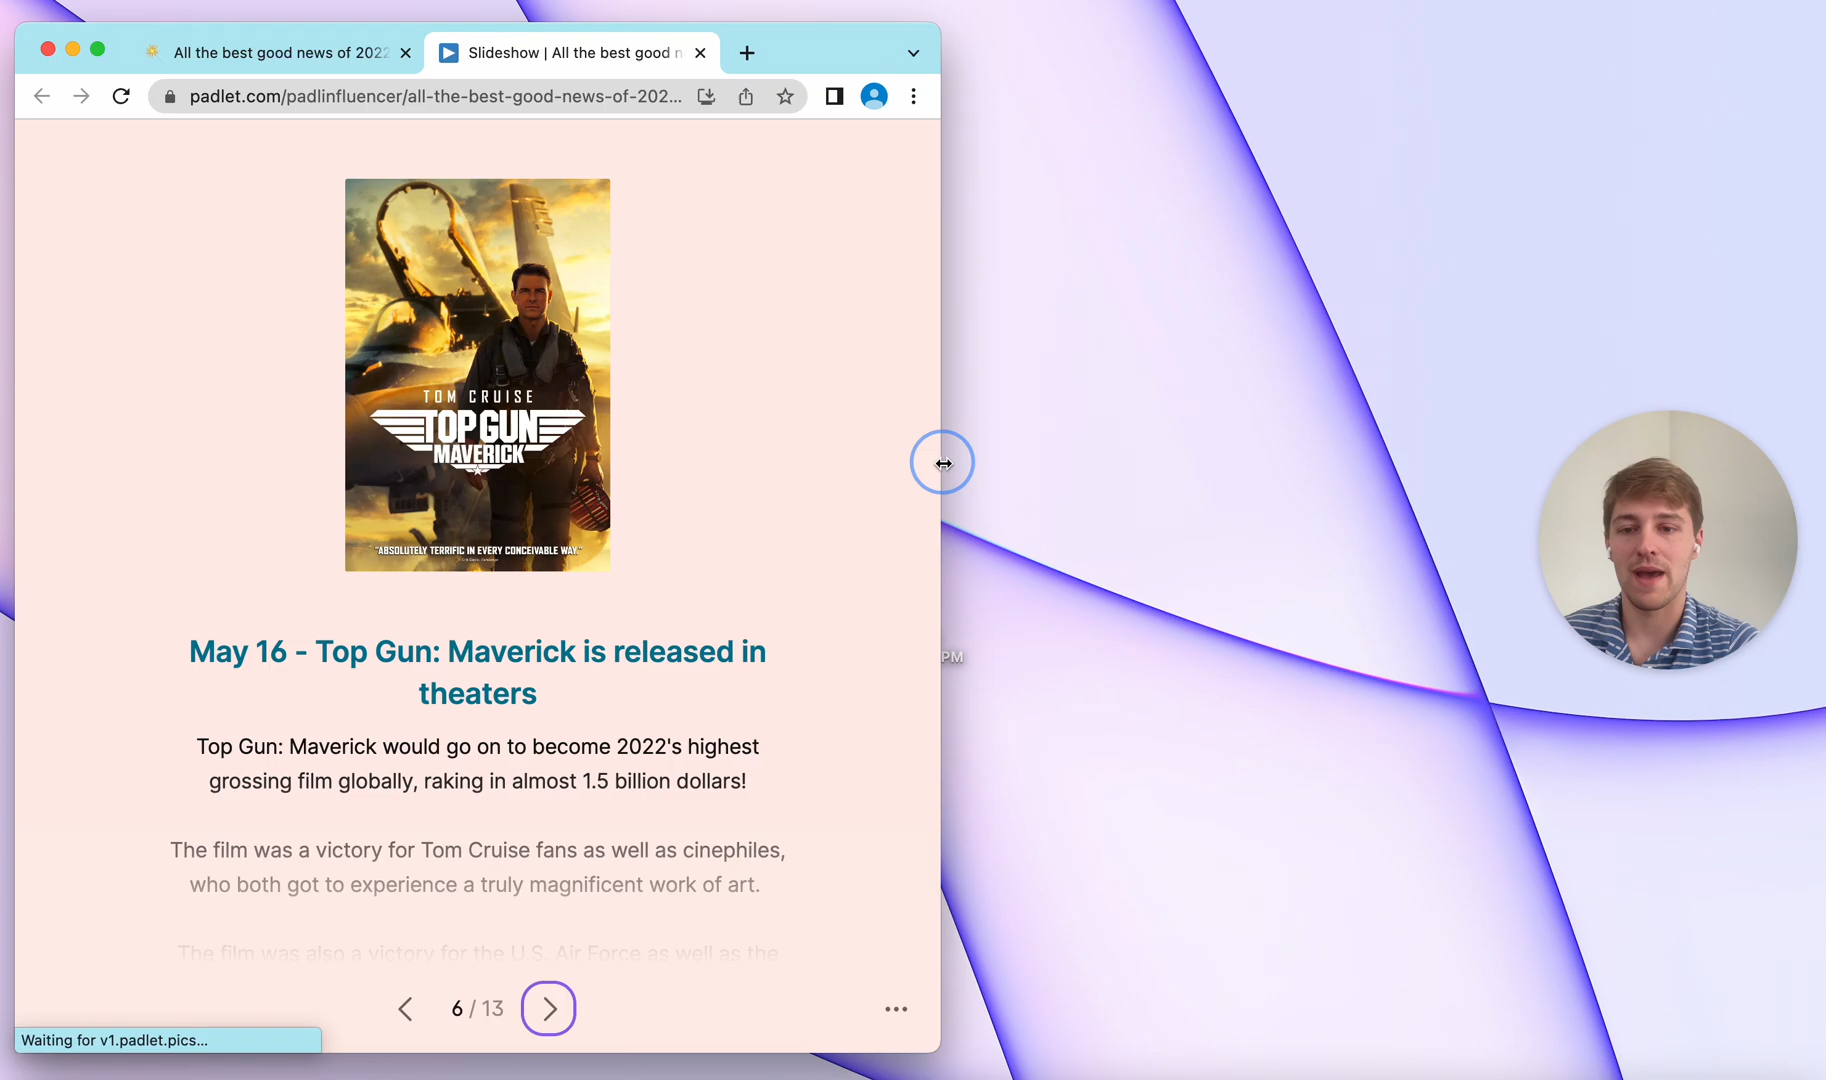 All the best good news of 2022
Slideshow | All the best good n
padlet.com/padlinfluencer/all-the-best-good-news-of-202...
TOM CRUISE
TOP GUN
MAVERICK
"ABSOLUTELY TERRIFIC IN EVERY CONCEIVABLE WAY."
May 16 - Top Gun: Maverick is released in
theaters
PM
Top Gun: Maverick would go on to become 2022's highest
grossing film globally, raking in almost 1.5 billion dollars!
The film was a victory for Tom Cruise fans as well as cinephiles,
who both got to experience a truly magnificent work of art.
The film was also a victory for the U.S. Air Force as well as the
6 / 13
Waiting for v1.padlet.pics...